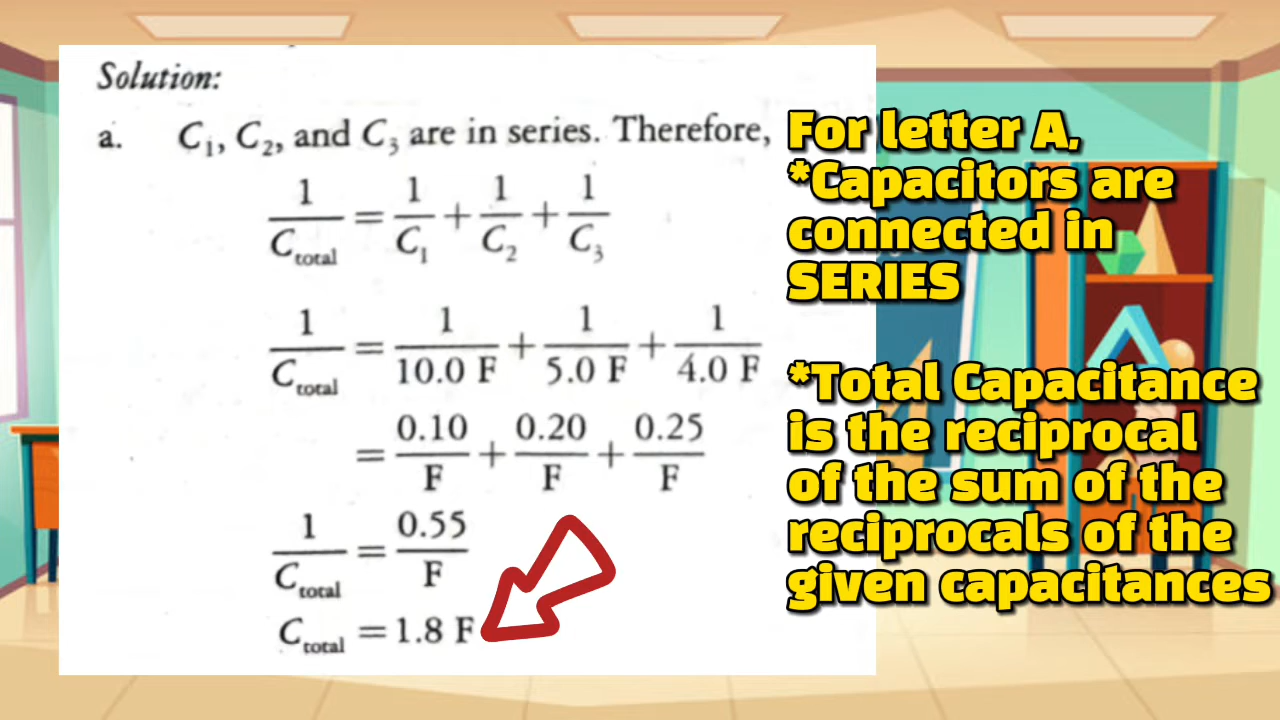 Solution:
a. C₁, C₂, and C₃ are in series. Therefore,
1/C_total = 1/C₁ + 1/C₂ + 1/C₃
1/C_total = 1/10.0 F + 1/5.0 F + 1/4.0 F
= 0.10/F + 0.20/F + 0.25/F
1/C_total = 0.55/F
C_total = 1.8 F
For letter A,
*Capacitors are
connected in
SERIES
*Total Capacitance
is the reciprocal
of the sum of the
reciprocals of the
given capacitances